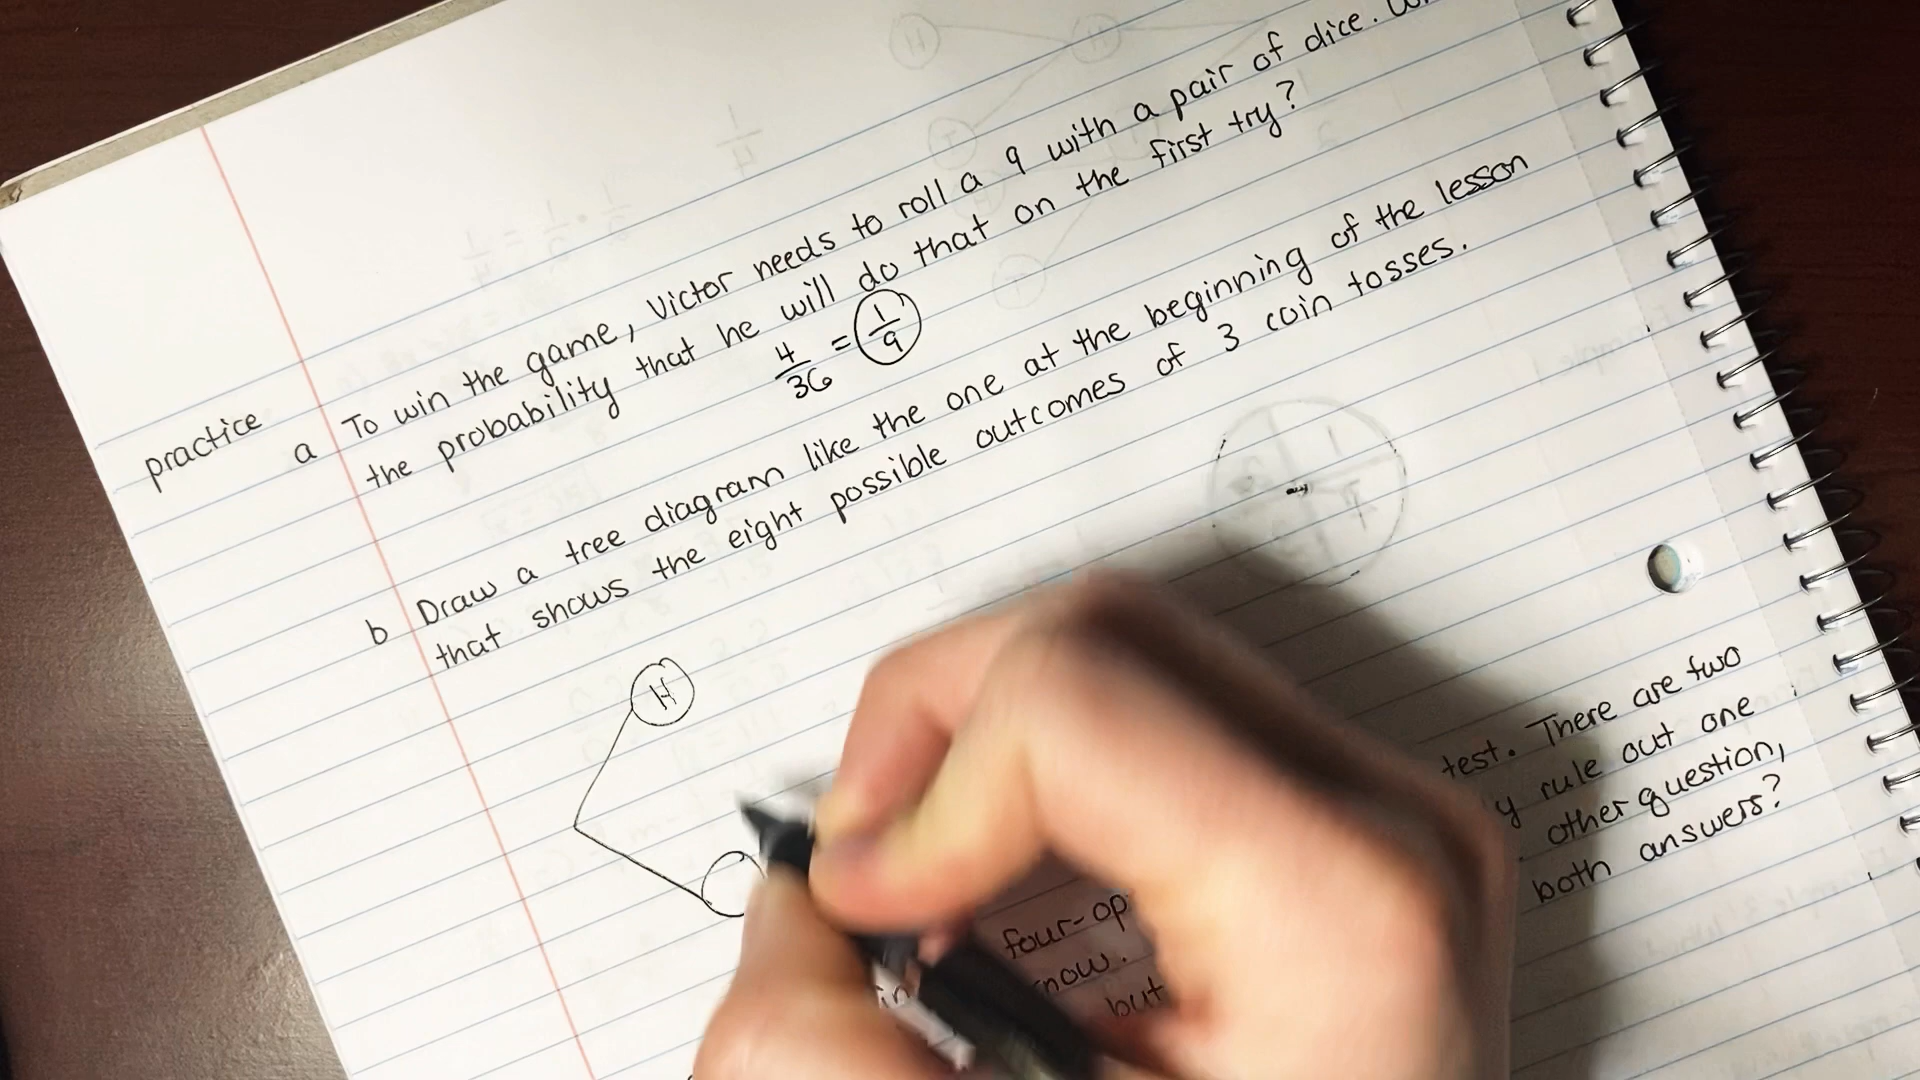 practice
a To win the game, Victor needs to roll a 9 with a pair of dice.
the probability that he will do that on the first try?
4/36 = 1/9
b Draw a tree diagram like the one at the beginning of the lesson
that shows the eight possible outcomes of 3 coin tosses.
H
test. There are two
rule out one
four-op other question,
both answers?
but